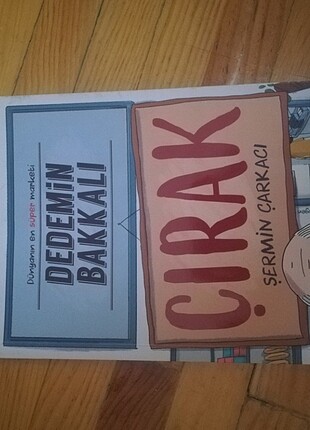 Dünyanın en süper marketi
DEDEMİN
BAKKALI
ÇIRAK
ŞERMİN ÇARKACI